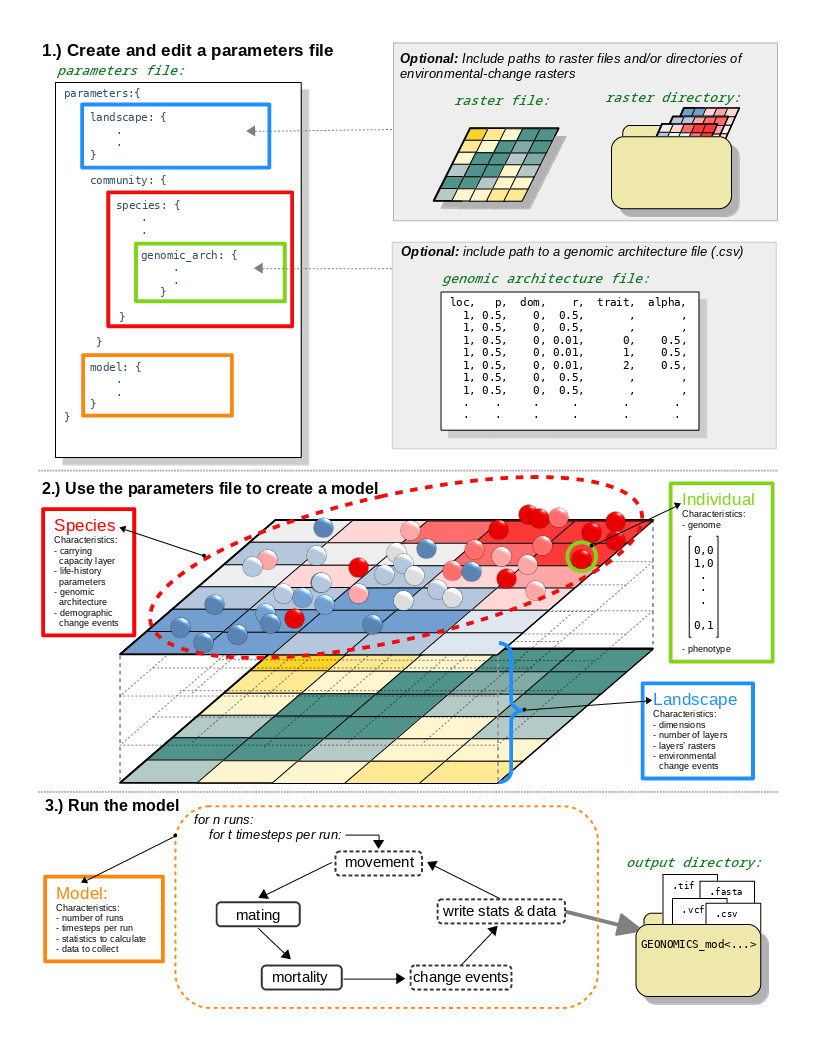 1.) Create and edit a parameters file
parameters file:
parameters:{
landscape: {
.
.
}
community: {
species: {
.
.
genomic_arch: {
.
.
}
}
}
model: {
.
.
}
}
Optional: Include paths to raster files and/or directories of
environmental-change rasters
raster file:
raster directory:
Optional: include path to a genomic architecture file (.csv)
genomic architecture file:
loc, p, dom, r, trait, alpha,
1, 0.5, 0, 0.5, , ,
1, 0.5, 0, 0.5, , ,
1, 0.5, 0, 0.01, 0, 0.5,
1, 0.5, 0, 0.01, 1, 0.5,
1, 0.5, 0, 0.01, 2, 0.5,
1, 0.5, 0, 0.5, , ,
1, 0.5, 0, 0.5, , ,
. . . . . .
. . . . . .
2.) Use the parameters file to create a model
Species
Characteristics:
- carrying
capacity layer
- life-history
parameters
- genomic
architecture
- demographic
change events
Individual
Characteristics:
- genome
0,0
1,0
.
.
.
0,1
- phenotype
Landscape
Characteristics:
- dimensions
- number of layers
- layers' rasters
- environmental
change events
3.) Run the model
for n runs:
for t timesteps per run:
movement
mating
mortality
change events
write stats & data
Model:
Characteristics:
- number of runs
- timesteps per run
- statistics to calculate
- data to collect
output directory:
.tif
.fasta
.vcf
.csv
GEONOMICS_mod<...>